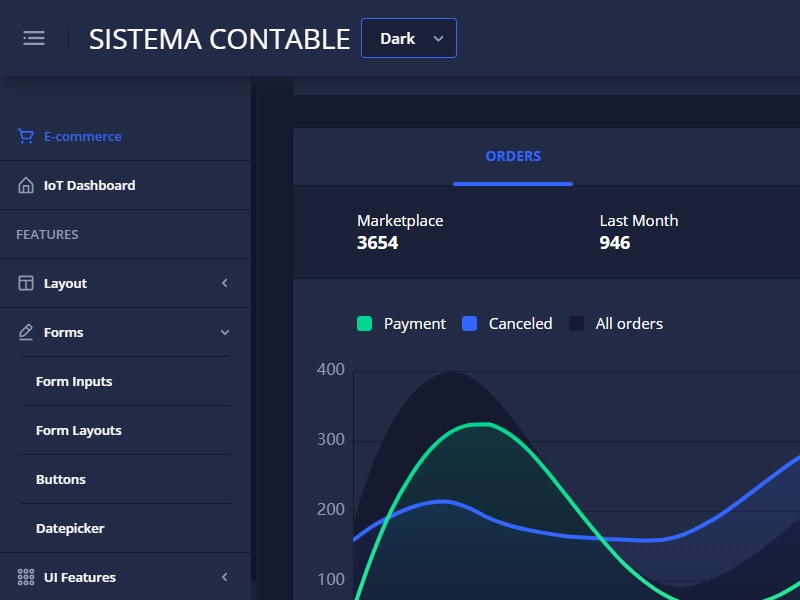 SISTEMA CONTABLE
Dark
E-commerce
IoT Dashboard
FEATURES
Layout
Forms
Form Inputs
Form Layouts
Buttons
Datepicker
UI Features
ORDERS
Marketplace
3654
Last Month
946
Payment
Canceled
All orders
400
300
200
100